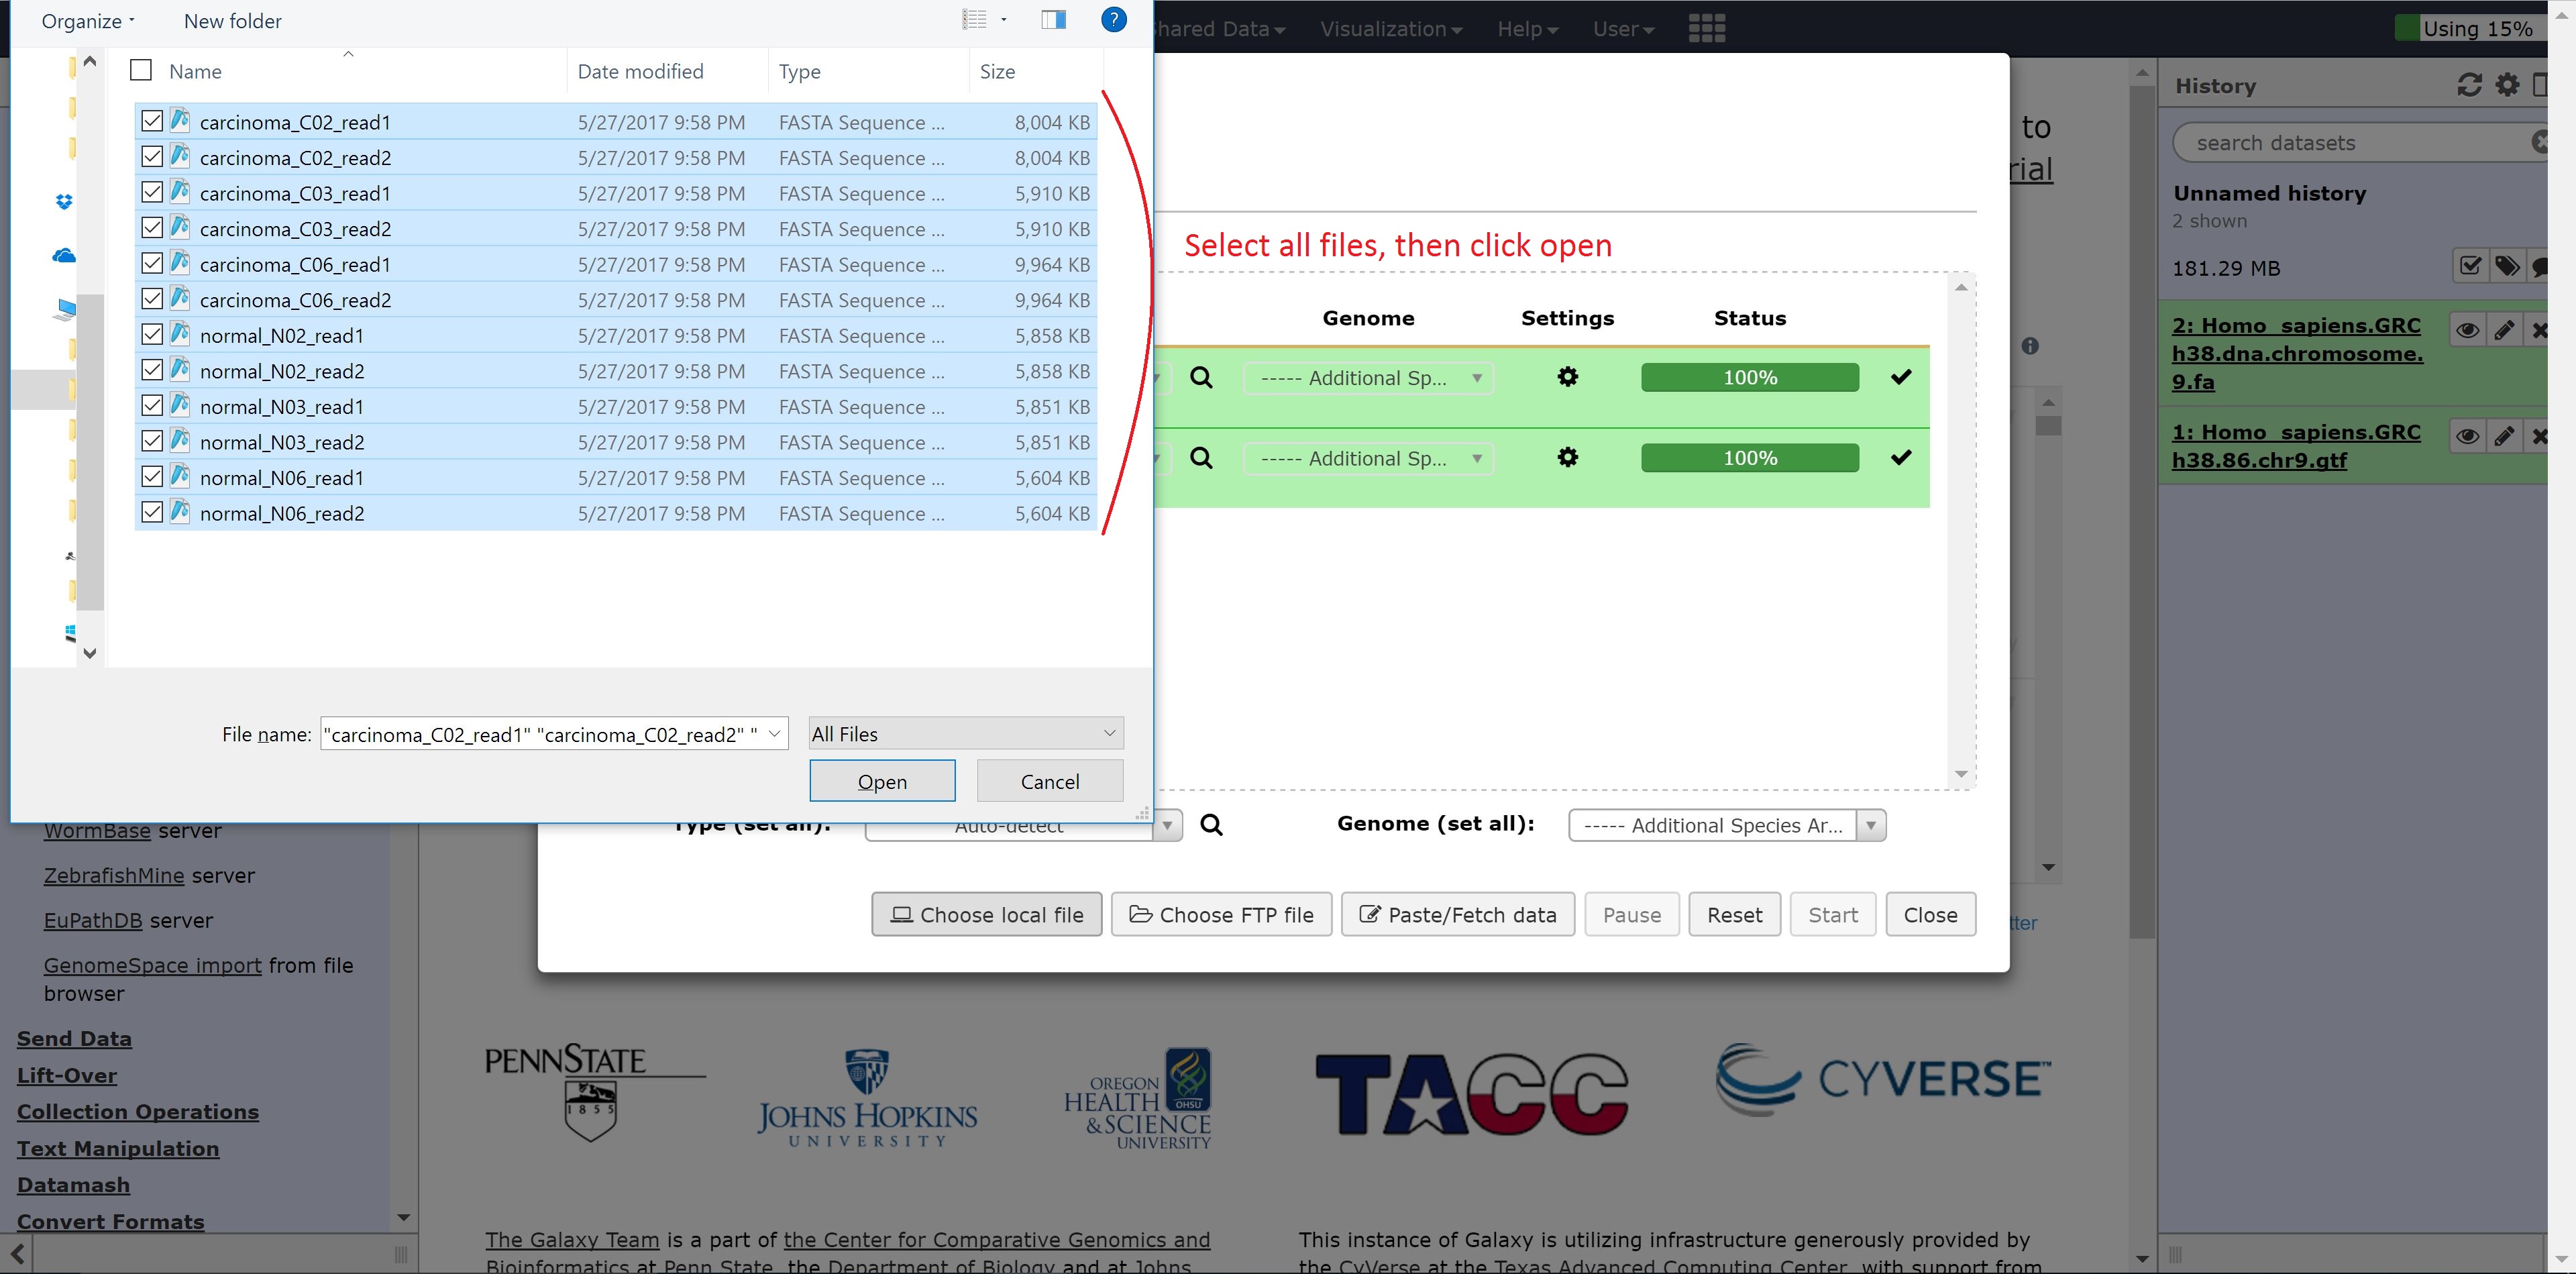 Organize
New folder
Name
Date modified
Type
Size
carcinoma_C02_read1 5/27/2017 9:58 PM FASTA Sequence ... 8,004 KB
carcinoma_C02_read2 5/27/2017 9:58 PM FASTA Sequence ... 8,004 KB
carcinoma_C03_read1 5/27/2017 9:58 PM FASTA Sequence ... 5,910 KB
carcinoma_C03_read2 5/27/2017 9:58 PM FASTA Sequence ... 5,910 KB
carcinoma_C06_read1 5/27/2017 9:58 PM FASTA Sequence ... 9,964 KB
carcinoma_C06_read2 5/27/2017 9:58 PM FASTA Sequence ... 9,964 KB
normal_N02_read1 5/27/2017 9:58 PM FASTA Sequence ... 5,858 KB
normal_N02_read2 5/27/2017 9:58 PM FASTA Sequence ... 5,858 KB
normal_N03_read1 5/27/2017 9:58 PM FASTA Sequence ... 5,851 KB
normal_N03_read2 5/27/2017 9:58 PM FASTA Sequence ... 5,851 KB
normal_N06_read1 5/27/2017 9:58 PM FASTA Sequence ... 5,604 KB
normal_N06_read2 5/27/2017 9:58 PM FASTA Sequence ... 5,604 KB
File name: "carcinoma_C02_read1" "carcinoma_C02_read2" "
All Files
Open
Cancel
hared Data
Visualization
Help
User
Using 15%
to
rial
Select all files, then click open
Genome
Settings
Status
----- Additional Sp...
100%
----- Additional Sp...
100%
Type (set all):
Auto-detect
Genome (set all):
----- Additional Species Ar...
Choose local file
Choose FTP file
Paste/Fetch data
Pause
Reset
Start
Close
tter
History
search datasets
Unnamed history
2 shown
181.29 MB
2: Homo_sapiens.GRC
h38.dna.chromosome.
9.fa
1: Homo_sapiens.GRC
h38.86.chr9.gtf
WormBase server
ZebrafishMine server
EuPathDB server
GenomeSpace import from file
browser
Send Data
Lift-Over
Collection Operations
Text Manipulation
Datamash
Convert Formats
PENNSTATE
1855
JOHNS HOPKINS
UNIVERSITY
OREGON
HEALTH
& SCIENCE
UNIVERSITY
OHSU
TACC
CYVERSE™
The Galaxy Team is a part of the Center for Comparative Genomics and
Bioinformatics at Penn State, the Department of Biology and at Johns
This instance of Galaxy is utilizing infrastructure generously provided by
the CyVerse at the Texas Advanced Computing Center, with support from